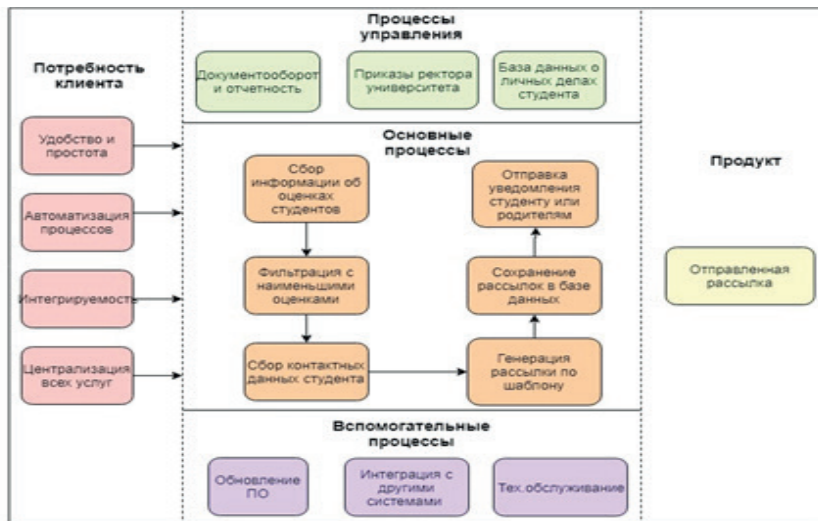 Процессы
управления
Документооборот
и отчетность
Приказы ректора
университета
База данных о
личных делах
студента
Потребность
клиента
Удобство и
простота
Автоматизация
процессов
Интегрируемость
Централизация
всех услуг
Основные
процессы
Сбор
информации об
оценках
студентов
Фильтрация с
наименьшими
оценками
Сбор контактных
данных студента
Генерация
рассылки по
шаблону
Сохранение
рассылок в базе
данных
Отправка
уведомления
студенту или
родителям
Продукт
Отправленная
рассылка
Вспомогательные
процессы
Обновление
ПО
Интеграция с
другими
системами
Тех.обслуживание